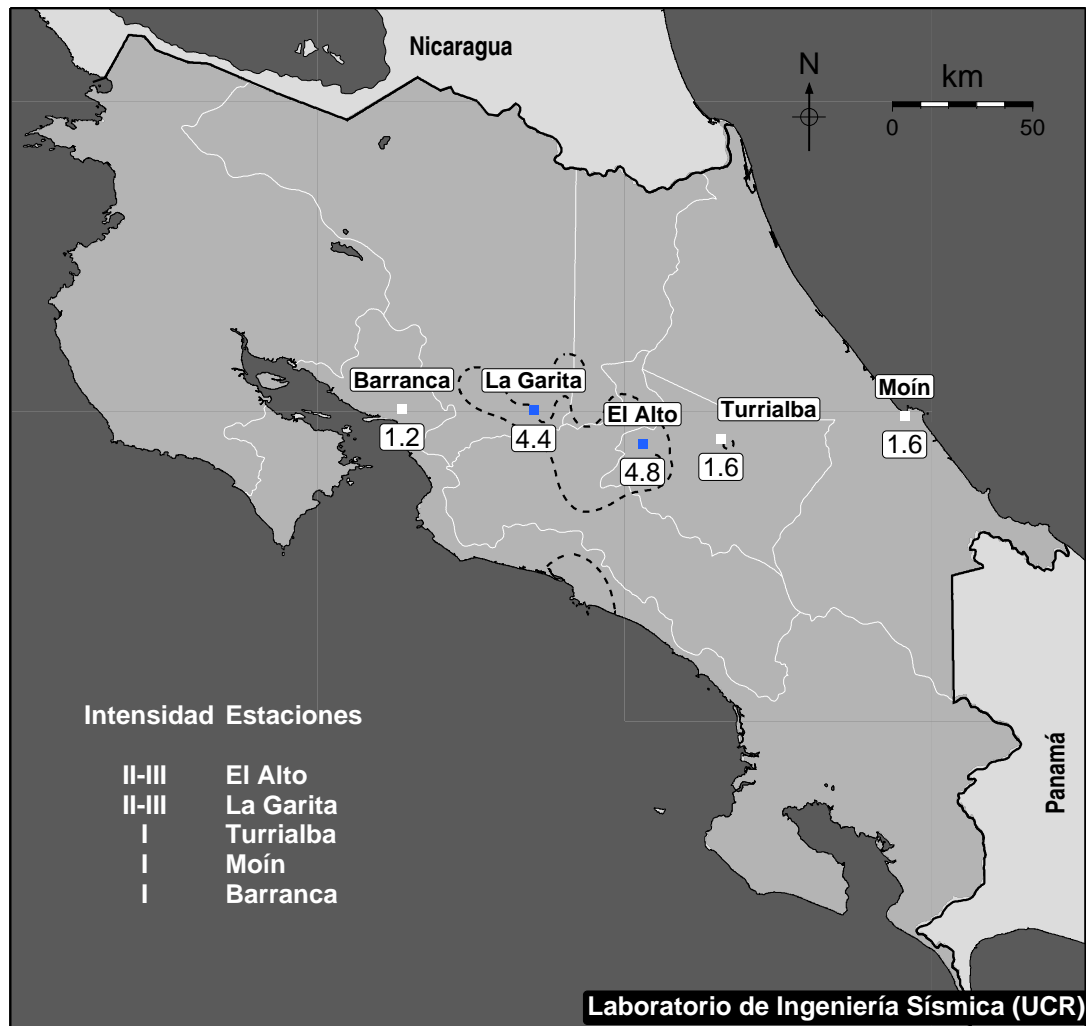 Nicaragua
N
km
0 50
Barranca
La Garita
Moín
El Alto
Turrialba
1.2
4.4
4.8
1.6
1.6
Intensidad Estaciones
II-III El Alto
II-III La Garita
I Turrialba
I Moín
I Barranca
Panamá
Laboratorio de Ingeniería Sísmica (UCR)